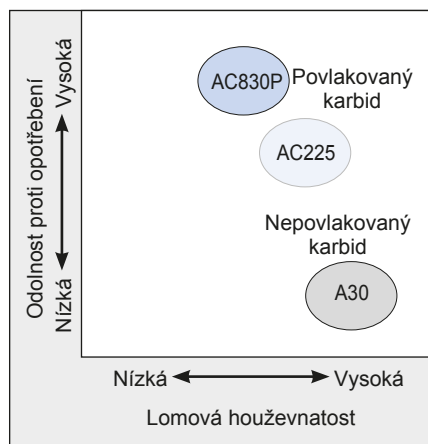 Odolnost proti opotřebení
Vysoká
Nízká
AC830P
Povlakovaný
karbid
AC225
Nepovlakovaný
karbid
A30
Nízká
Vysoká
Lomová houževnatost